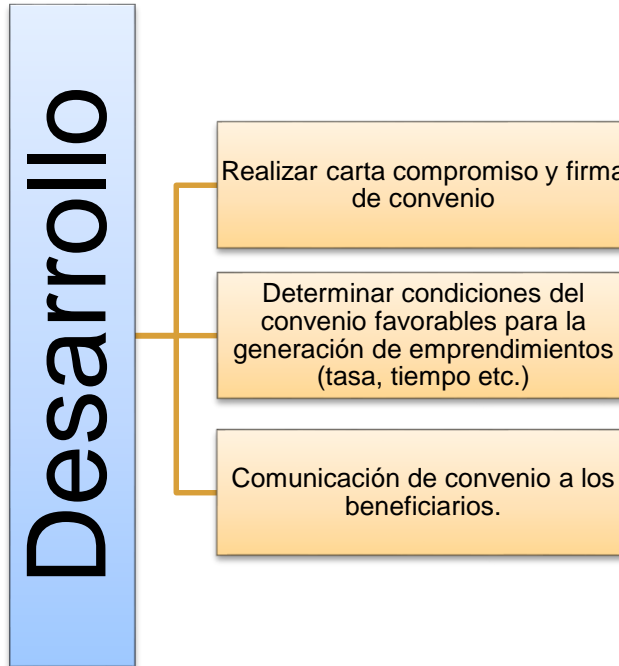 Desarrollo
Realizar carta compromiso y firma
de convenio
Determinar condiciones del
convenio favorables para la
generación de emprendimientos
(tasa, tiempo etc.)
Comunicación de convenio a los
beneficiarios.